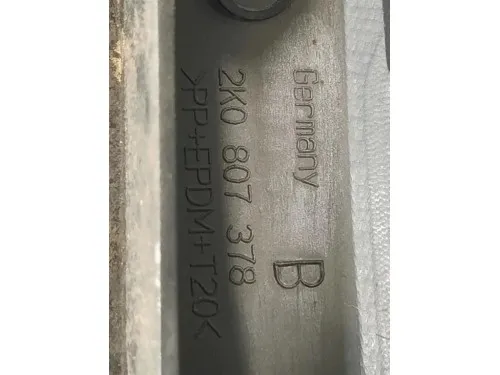 Germany
2K0 807 378 B
>PP+EPDM+T20<